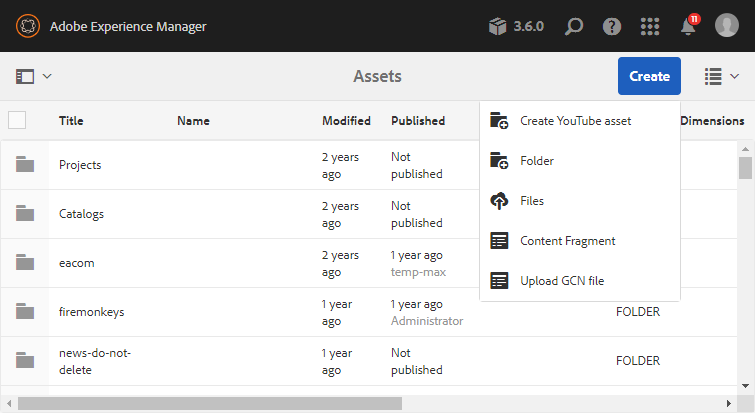 Adobe Experience Manager
3.6.0
11
Assets
Create
Title Name Modified Published Dimensions
Create YouTube asset
Folder
Files
Content Fragment
Upload GCN file
Projects
2 years
ago
Not
published
Catalogs
2 years
ago
Not
published
eacom
2 years
ago
1 year ago
temp-max
firemonkeys
1 year
ago
1 year ago
Administrator
FOLDER
news-do-not-
delete
1 year
ago
Not
published
FOLDER